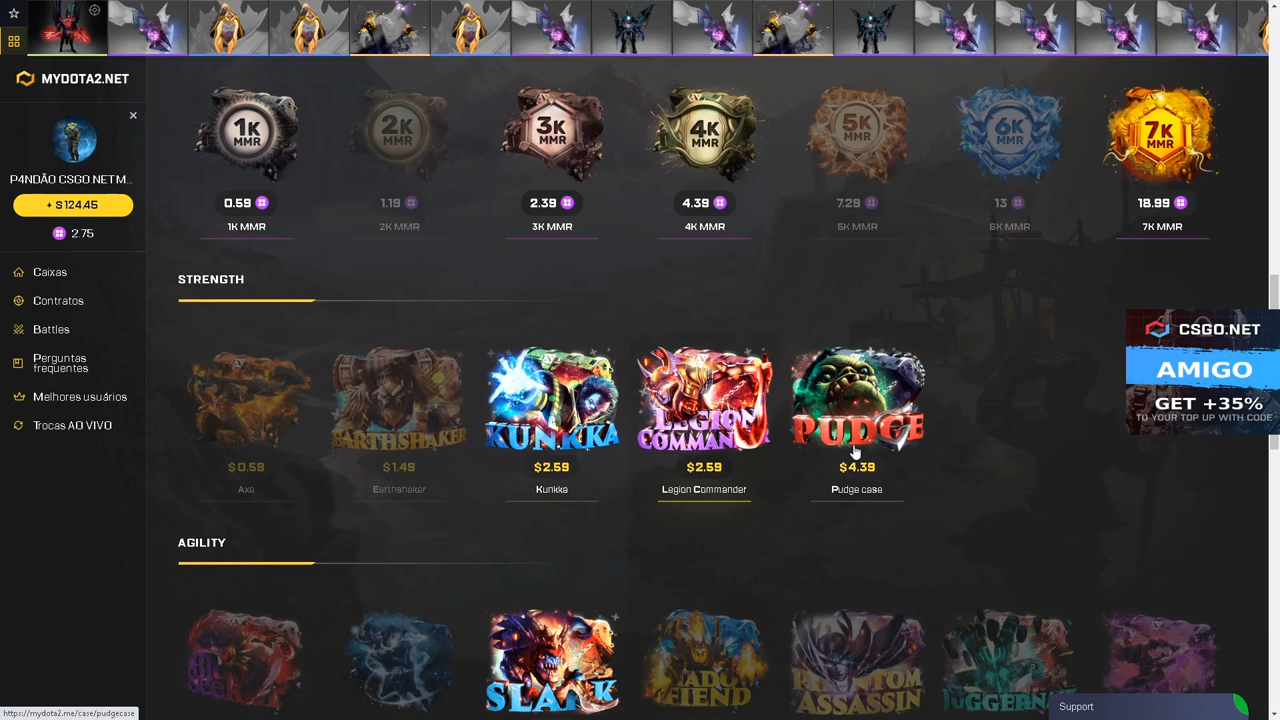 MYDOTA2.NET
P4NDÃO CSGO.NET M...
+ $ 124.45
2.75
Caixas
Contratos
Battles
Perguntas
frequentes
Melhores usuários
Trocas AO VIVO
1K MMR
2K MMR
3K MMR
4K MMR
5K MMR
6K MMR
7K MMR
0.59
1.19
2.39
4.39
7.29
13
18.99
1K MMR
2K MMR
3K MMR
4K MMR
5K MMR
6K MMR
7K MMR
STRENGTH
EARTHSHAKER
KUNKKA
LEGION
COMMANDER
PUDGE
$0.59
$1.49
$2.59
$2.59
$4.39
Axe
Earthshaker
Kunkka
Legion Commander
Pudge case
CSGO.NET
AMIGO
GET +35%
TO YOUR TOP UP WITH CODE
AGILITY
SLARK
PHANTOM
ASSASSIN
Support
https://mydota2.me/case/pudgecase